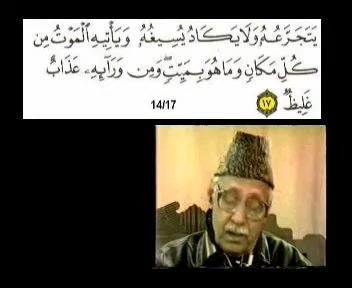 يَتَجَرَّعُهُۥ وَلَا يَكَادُ يُسِيغُهُۥ وَيَأْتِيهِ ٱلْمَوْتُ مِن
كُلِّ مَكَانٍ وَمَا هُوَ بِمَيِّتٍ ۖ وَمِن وَرَآئِهِۦ عَذَابٌ
غَلِيظٌ ١٧
14/17